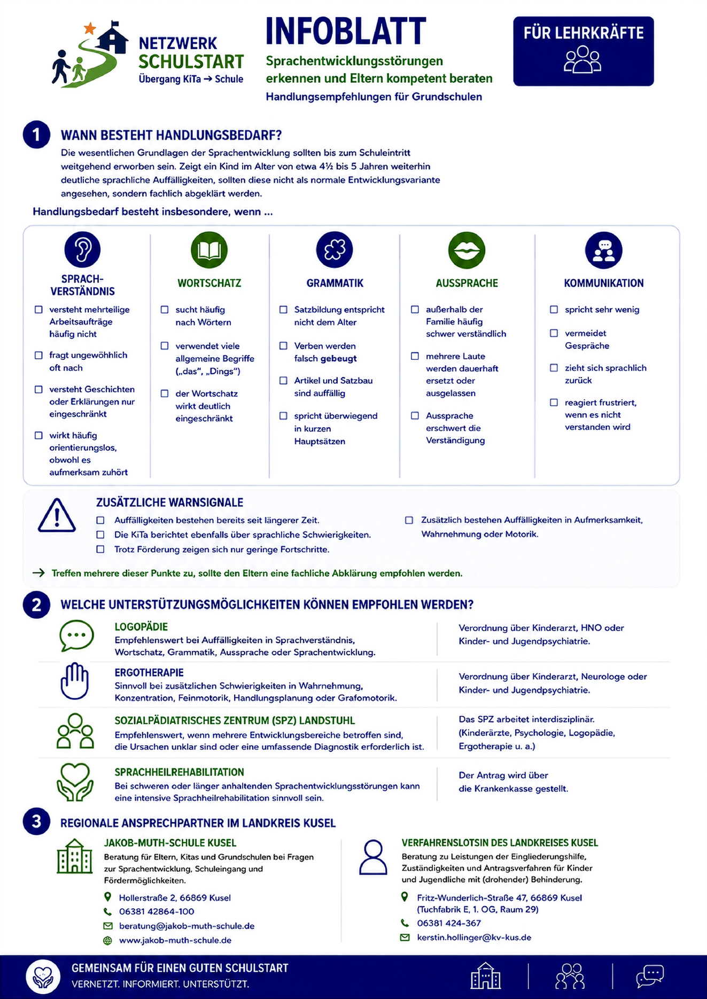 NETZWERK
SCHULSTART
Übergang KiTa → Schule
INFOBLATT
Sprachentwicklungsstörungen
erkennen und Eltern kompetent beraten
Handlungsempfehlungen für Grundschulen
FÜR LEHRKRÄFTE
1
WANN BESTEHT HANDLUNGSBEDARF?
Die wesentlichen Grundlagen der Sprachentwicklung sollten bis zum Schuleintritt
weitgehend erworben sein. Zeigt ein Kind im Alter von etwa 4½ bis 5 Jahren weiterhin
deutliche sprachliche Auffälligkeiten, sollten diese nicht als normale Entwicklungsvariante
angesehen, sondern fachlich abgeklärt werden.
Handlungsbedarf besteht insbesondere, wenn ...
SPRACH-
VERSTÄNDNIS
☐ versteht mehrteilige
Arbeitsaufträge
häufig nicht
☐ fragt ungewöhhlich
oft nach
☐ versteht Geschichten
oder Erklärungen nur
eingeschränkt
☐ wirkt häufig
orientierungslos,
obwohl es
aufmerksam zuhört
WORTSCHATZ
☐ sucht häufig
nach Wörtern
☐ verwendet viele
allgemeine Begriffe
(„das“, „Dings“)
☐ der Wortschatz
wirkt deutlich
eingeschränkt
GRAMMATIK
☐ Satzbildung entspricht
nicht dem Alter
☐ Verben werden
falsch gebeugt
☐ Artikel und Satzbau
sind auffällig
☐ spricht überwiegend
in kurzen
Hauptsätzen
AUSSPRACHE
☐ außerhalb der
Familie häufig
schwer verständlich
☐ mehrere Laute
werden dauerhaft
ersetzt oder
ausgelassen
☐ Aussprache
erschwert die
Verständigung
KOMMUNIKATION
☐ spricht sehr wenig
☐ vermeidet
Gespräche
☐ zieht sich sprachlich
zurück
☐ reagiert frustriert,
wenn es nicht
verstanden wird
ZUSÄTZLICHE WARNSIGNALE
☐ Auffälligkeiten bestehen bereits seit längerer Zeit.
☐ Die KiTa berichtet ebenfalls über sprachliche Schwierigkeiten.
☐ Trotz Förderung zeigen sich nur geringe Fortschritte.
☐ Zusätzlich bestehen Auffälligkeiten in Aufmerksamkeit,
Wahrnehmung oder Motorik.
→ Treffen mehrere dieser Punkte zu, sollte den Eltern eine fachliche Abklärung empfohlen werden.
2
WELCHE UNTERSTÜTZUNGSMÖGLICHKEITEN KÖNNEN EMPFOHLEN WERDEN?
LOGOPÄDIE
Empfehlenswert bei Auffälligkeiten in Sprachverständnis,
Wortschatz, Grammatik, Aussprache oder Sprachentwicklung.
Verordnung über Kinderarzt, HNO oder
Kinder- und Jugendpsychiatrie.
ERGOTHERAPIE
Sinnvoll bei zusätzlichen Schwierigkeiten in Wahrnehmung,
Konzentration, Feinmotorik, Handlungsplanung oder Grafomotorik.
Verordnung über Kinderarzt, Neurologe oder
Kinder- und Jugendpsychiatrie.
SOZIALPÄDIATRISCHES ZENTRUM (SPZ) LANDSTUHL
Empfehlenswert, wenn mehrere Entwicklungsbereiche betroffen sind,
die Ursachen unklar sind oder eine umfassende Diagnostik erforderlich ist.
Das SPZ arbeitet interdisziplinär.
(Kinderärzte, Psychologie, Logopädie,
Ergotherapie u. a.)
SPRACHHEILREHABILITATION
Bei schweren oder länger anhaltenden Sprachentwicklungsstörungen kann
eine intensive Sprachheilrehabilitation sinnvoll sein.
Der Antrag wird über
die Krankenkasse gestellt.
3
REGIONALE ANSPRECHPARTNER IM LANDKREIS KUSEL
JAKOB-MUTH-SCHULE KUSEL
Beratung für Eltern, Kitas und Grundschulen bei Fragen
zur Sprachentwicklung, Schuleingang und
Fördermöglichkeiten.
Hollerstraße 2, 66869 Kusel
06381 42864-100
beratung@jakob-muth-schule.de
www.jakob-muth-schule.de
VERFAHRENSLOTSIN DES LANDKREISES KUSEL
Beratung zu Leistungen der Eingliederungshilfe,
Zuständigkeiten und Antragsverfahren für Kinder
und Jugendliche mit (drohender) Behinderung.
Fritz-Wunderlich-Straße 47, 66869 Kusel
(Tuchfabrik E, 1. OG, Raum 29)
06381 424-367
kerstin.hollinger@kv-kus.de
GEMEINSAM FÜR EINEN GUTEN SCHULSTART
VERNETZT. INFORMIERT. UNTERSTÜTZT.